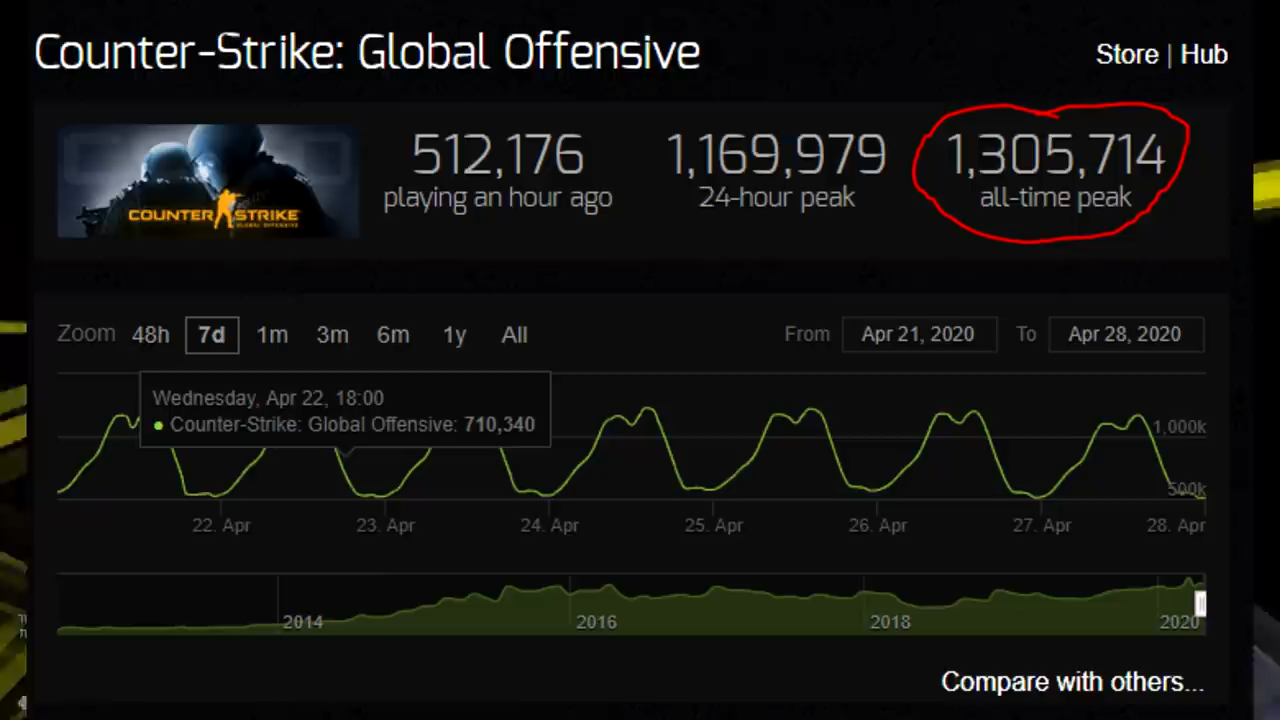 Counter-Strike: Global Offensive
Store | Hub
COUNTER STRIKE
GLOBAL OFFENSIVE
512,176
playing an hour ago
1,169,979
24-hour peak
1,305,714
all-time peak
Zoom 48h 7d 1m 3m 6m 1y All
From Apr 21, 2020 To Apr 28, 2020
Wednesday, Apr 22, 18:00
● Counter-Strike: Global Offensive: 710,340
1,000k
500k
22. Apr 23. Apr 24. Apr 25. Apr 26. Apr 27. Apr 28. Apr
2014 2016 2018 2020
Compare with others...